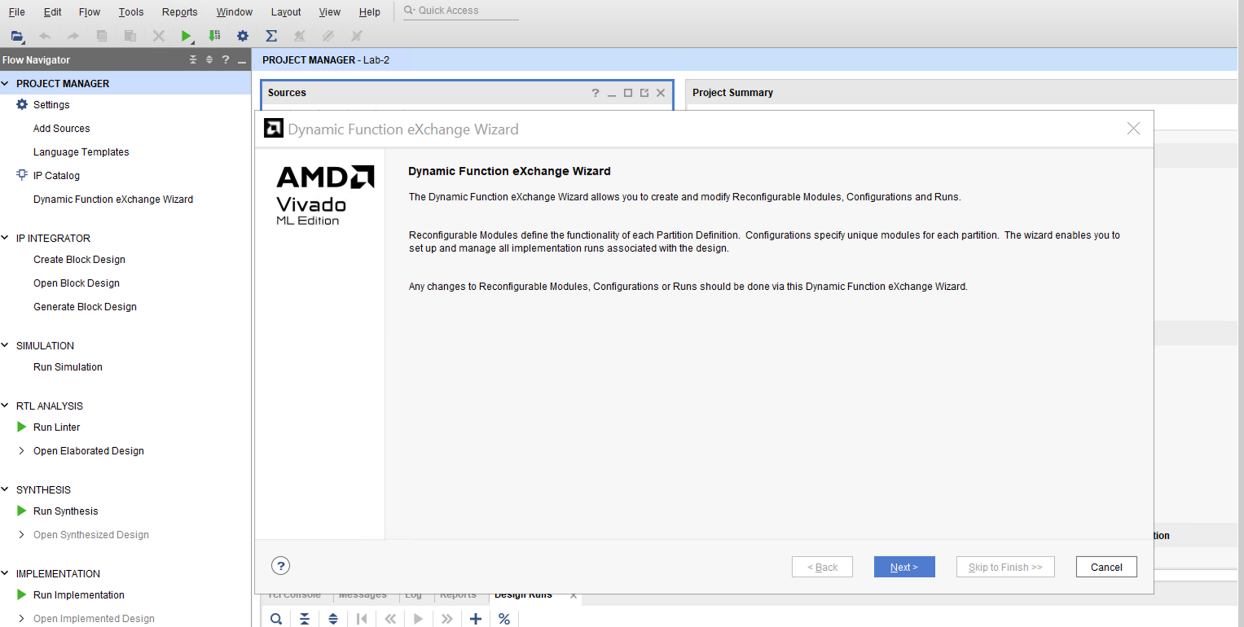 File Edit Flow Tools Reports Window Layout View Help Quick Access
Flow Navigator
PROJECT MANAGER - Lab-2
PROJECT MANAGER
Settings
Add Sources
Language Templates
IP Catalog
Dynamic Function eXchange Wizard
IP INTEGRATOR
Create Block Design
Open Block Design
Generate Block Design
SIMULATION
Run Simulation
RTL ANALYSIS
Run Linter
Open Elaborated Design
SYNTHESIS
Run Synthesis
Open Synthesized Design
IMPLEMENTATION
Run Implementation
Open Implemented Design
Sources
Project Summary
Dynamic Function eXchange Wizard
AMD
Vivado
ML Edition
Dynamic Function eXchange Wizard
The Dynamic Function eXchange Wizard allows you to create and modify Reconfigurable Modules, Configurations and Runs.
Reconfigurable Modules define the functionality of each Partition Definition. Configurations specify unique modules for each partition. The wizard enables you to
set up and manage all implementation runs associated with the design.
Any changes to Reconfigurable Modules, Configurations or Runs should be done via this Dynamic Function eXchange Wizard.
tion
? < Back Next > Skip to Finish >> Cancel
Tcl Console Messages Log Reports Design Runs